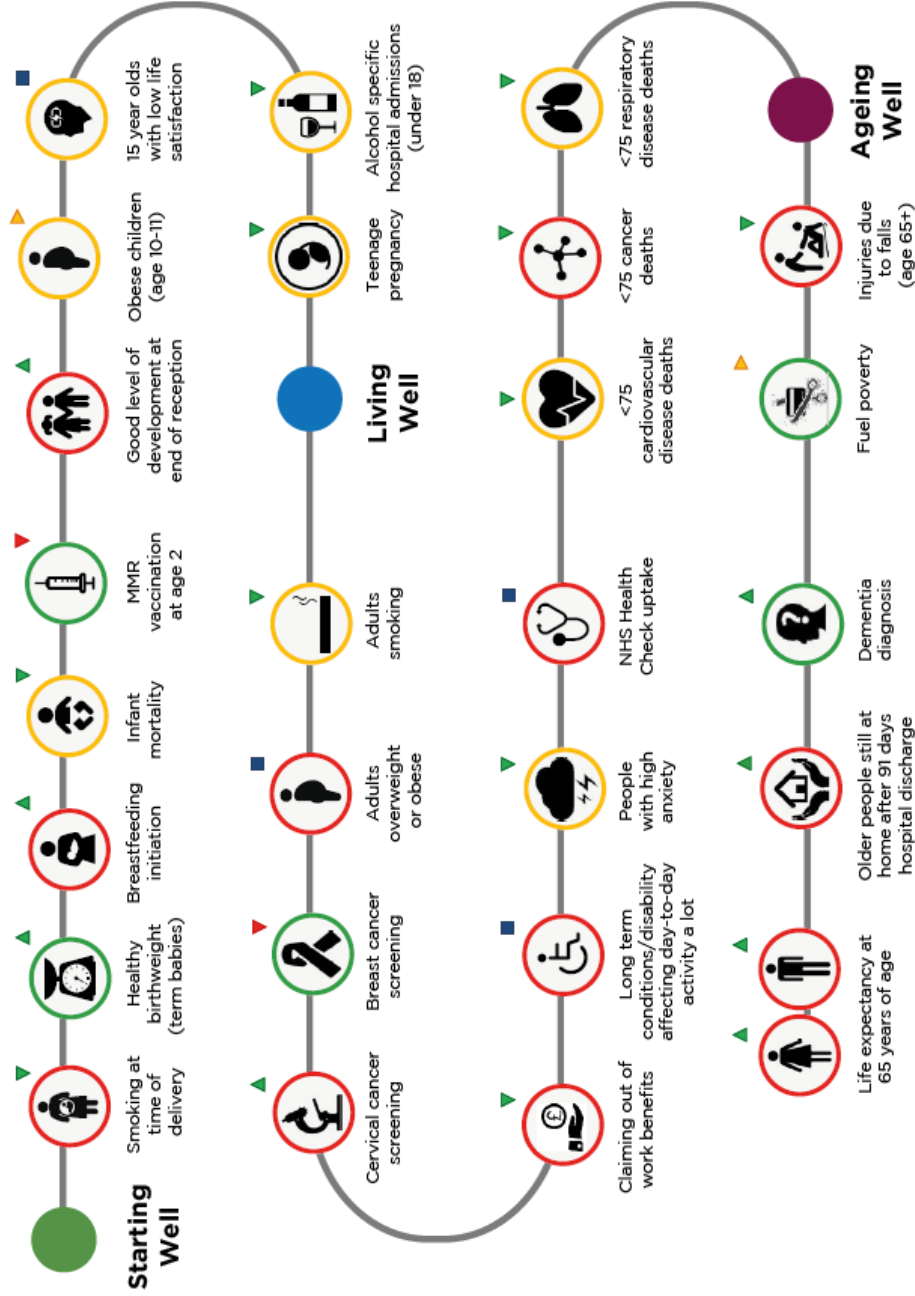 Starting
Well
Smoking at
time of
delivery
Healthy
birthweight
(term babies)
Breastfeeding
initiation
Infant
mortality
MMR
vaccination
at age 2
Good level of
development at
end of reception
Obese children
(age 10-11)
15 year olds
with low life
satisfaction
Cervical cancer
screening
Breast cancer
screening
Adults
overweight
or obese
Adults
smoking
Living
Well
Teenage
pregnancy
Alcohol specific
hospital admissions
(under 18)
Claiming out of
work benefits
Long term
conditions/disability
affecting day-to-day
activity a lot
People
with high
anxiety
NHS Health
Check uptake
<75
cardiovascular
disease deaths
<75 cancer
deaths
<75 respiratory
disease deaths
Life expectancy at
65 years of age
Older people still at
home after 91 days
hospital discharge
Dementia
diagnosis
Fuel poverty
Injuries due
to falls
(age 65+)
Ageing
Well